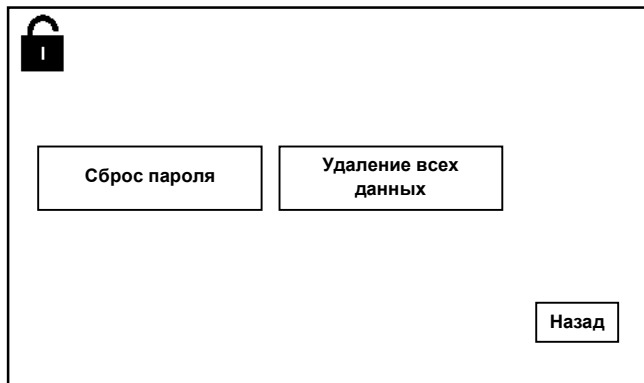 I
Сброс пароля
Удаление всех
данных
Назад